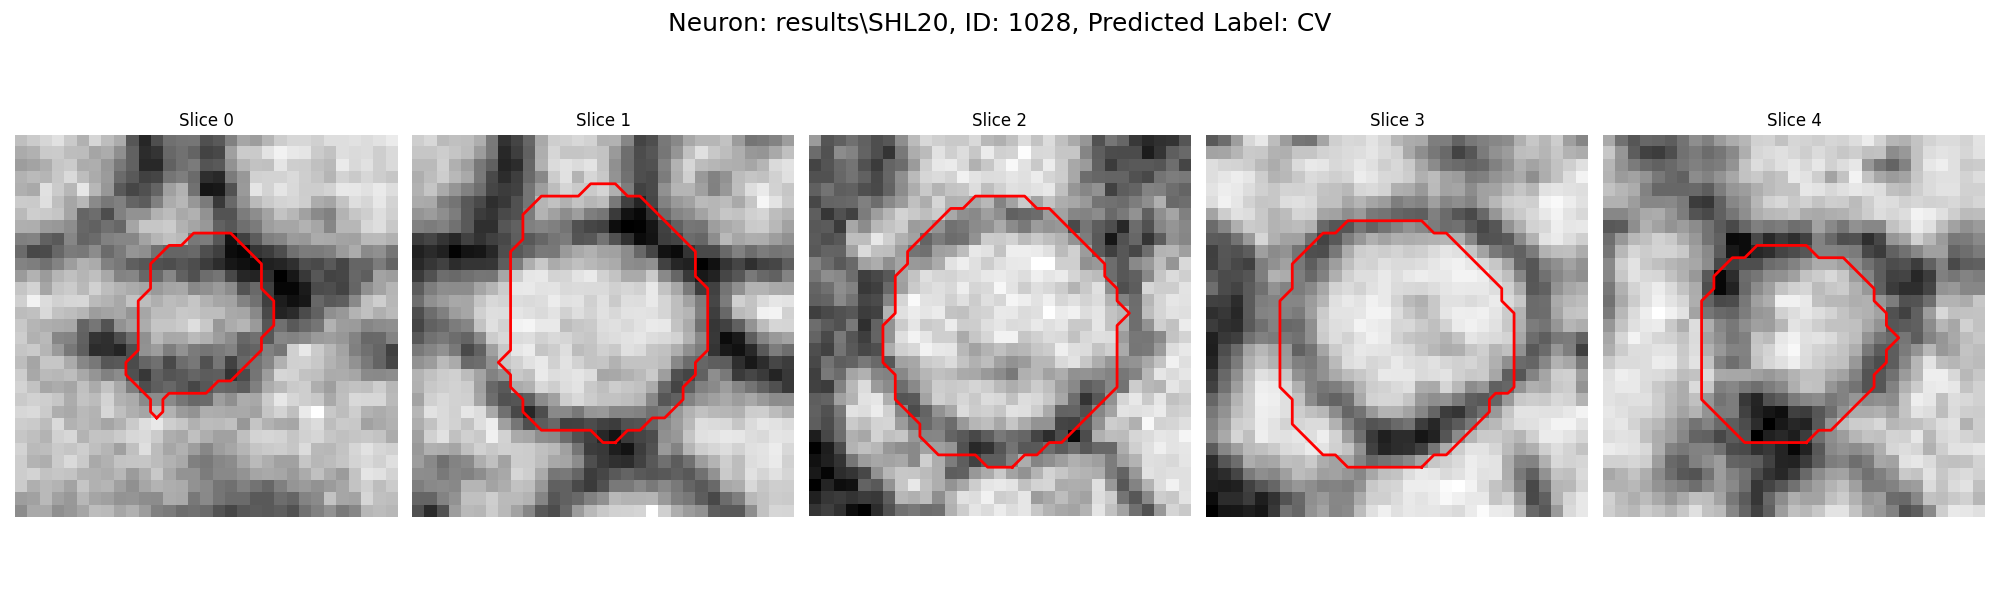 Neuron: results\SHL20, ID: 1028, Predicted Label: CV
Slice 0
Slice 1
Slice 2
Slice 3
Slice 4